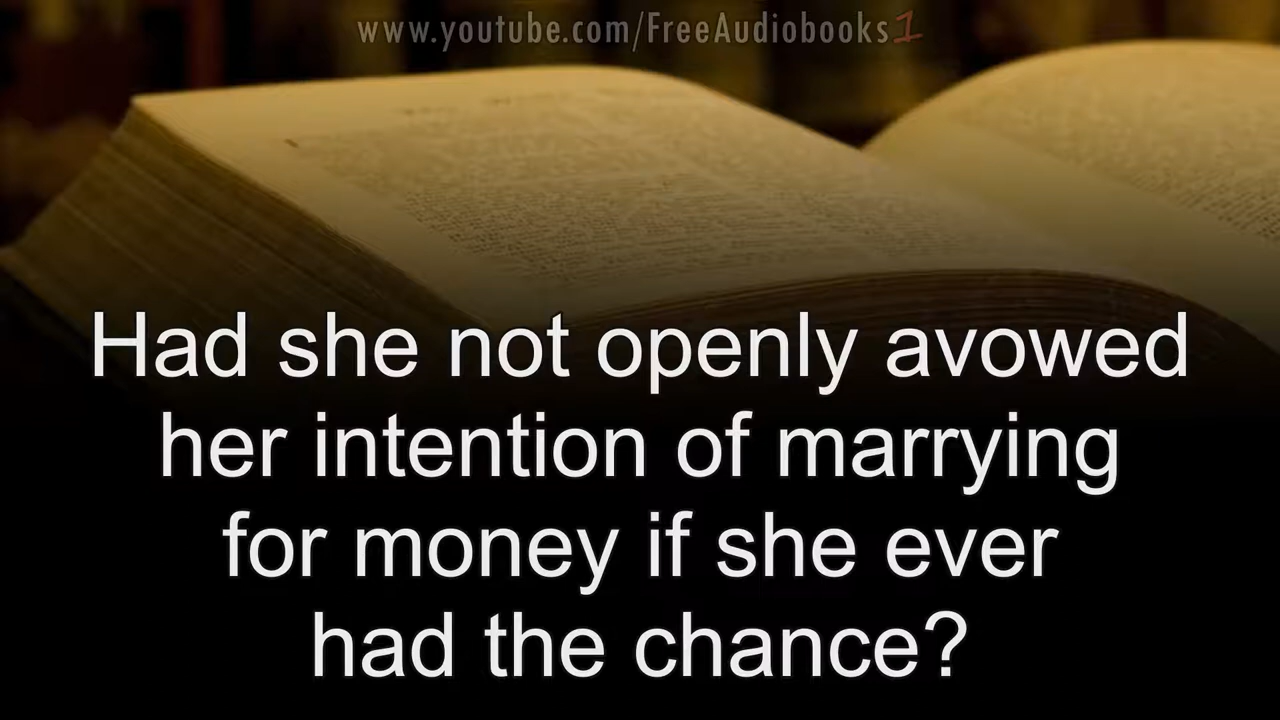 www.youtube.com/FreeAudiobooks1
Had she not openly avowed
her intention of marrying
for money if she ever
had the chance?